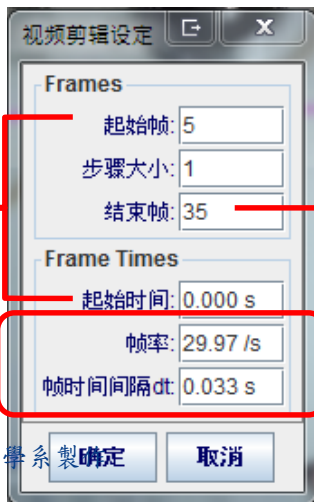 视频剪辑设定
Frames
起始帧: 5
步骤大小: 1
结束帧: 35
Frame Times
起始时间: 0.000 s
帧率: 29.97 /s
帧时间间隔dt: 0.033 s
學系製
确定 取消